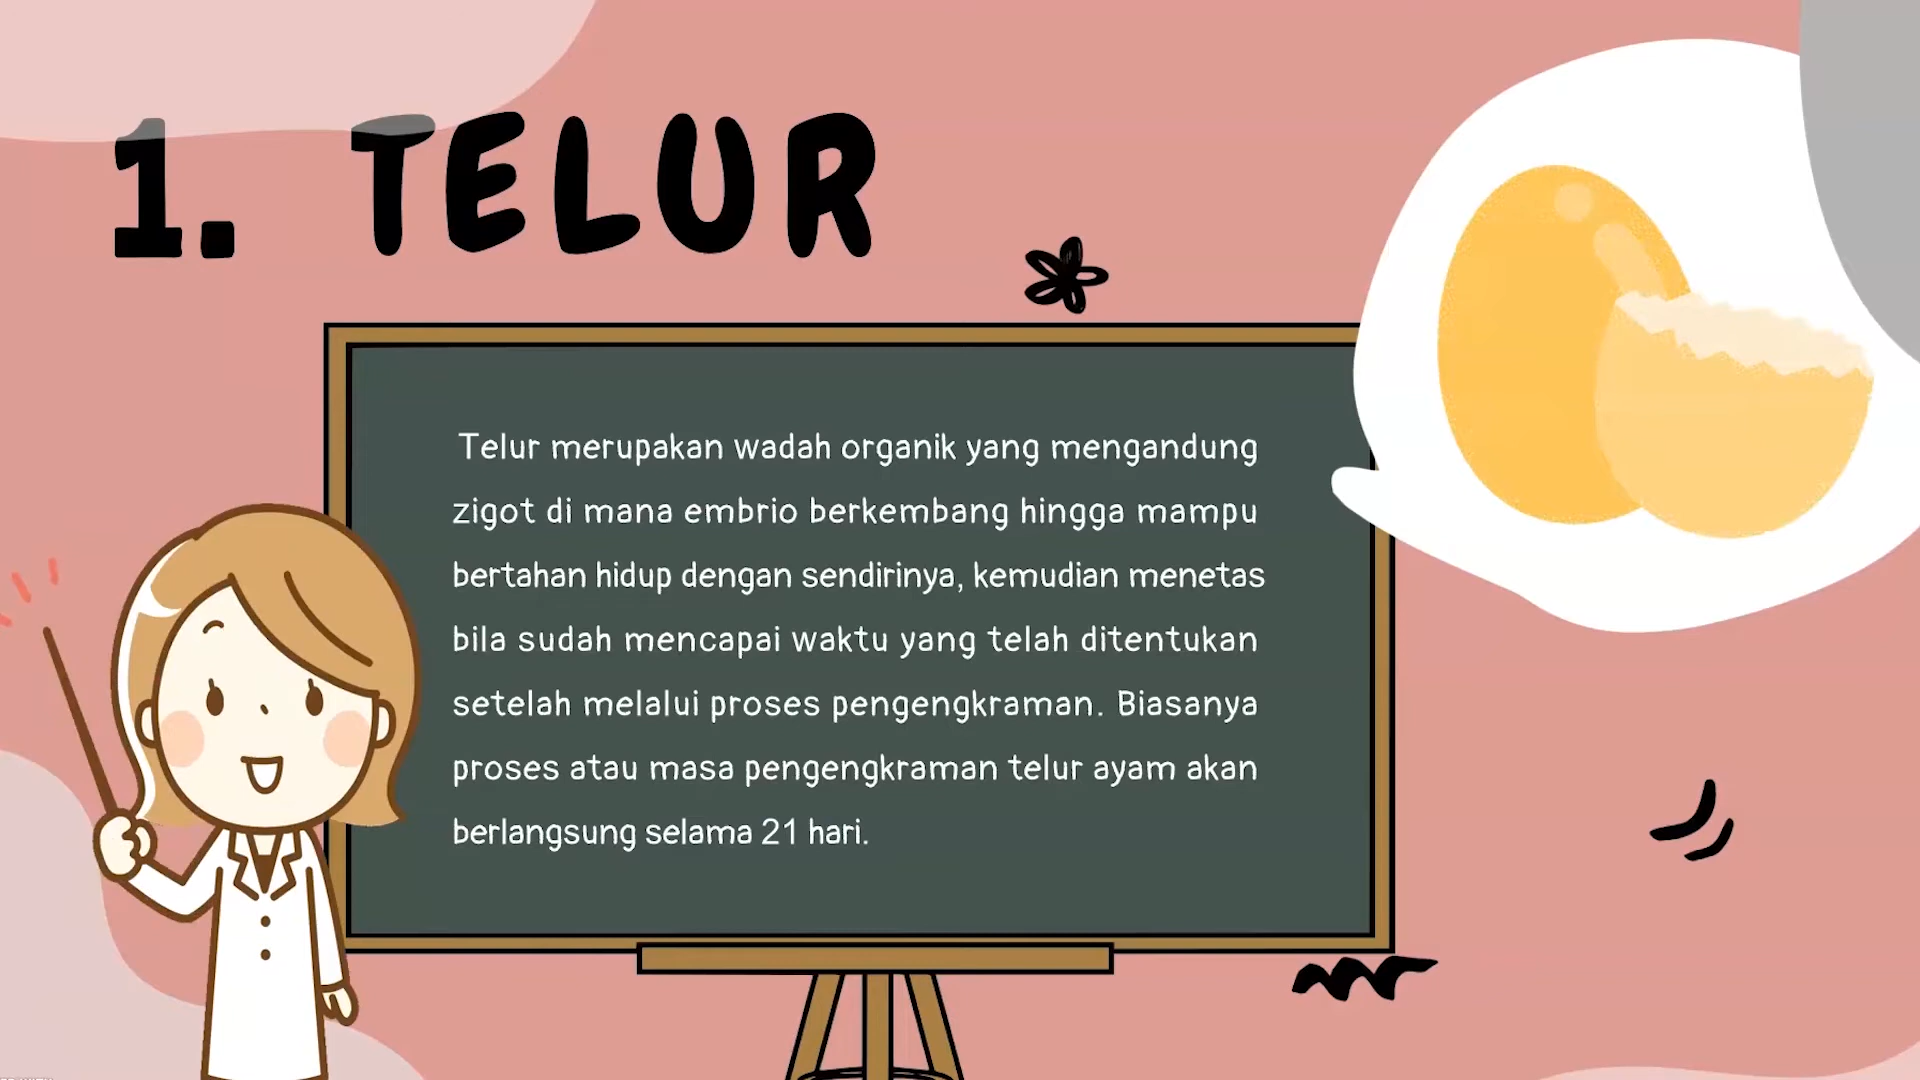 1. TELUR
Telur merupakan wadah organik yang mengandung
zigot di mana embrio berkembang hingga mampu
bertahan hidup dengan sendirinya, kemudian menetas
bila sudah mencapai waktu yang telah ditentukan
setelah melalui proses pengengkraman. Biasanya
proses atau masa pengengkraman telur ayam akan
berlangsung selama 21 hari.